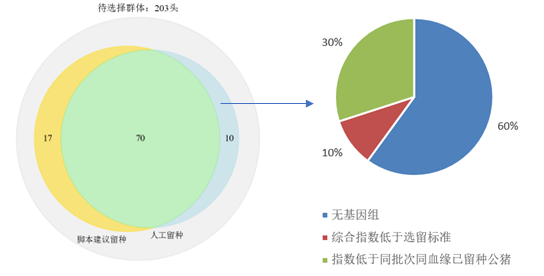 待选择群体：203头
17
70
10
脚本建议留种
人工留种
30%
10%
60%
无基因组
综合指数低于选留标准
指数低于同批次同血缘已留种公猪